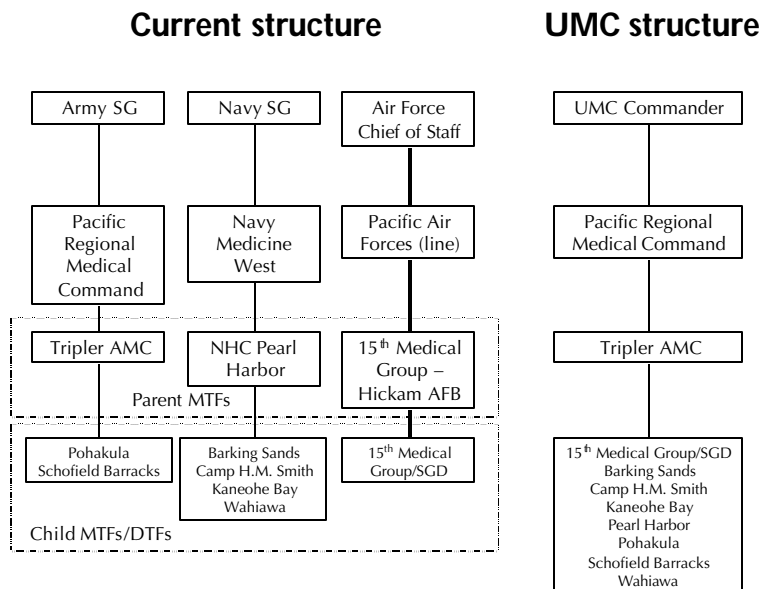 Current structure
UMC structure
Army SG
Navy SG
Air Force
Chief of Staff
UMC Commander
Pacific
Regional
Medical
Command
Navy
Medicine
West
Pacific Air
Forces (line)
Pacific Regional
Medical Command
Tripler AMC
NHC Pearl
Harbor
15th Medical
Group –
Hickam AFB
Tripler AMC
Parent MTFs
Pohakula
Schofield Barracks
Barking Sands
Camp H.M. Smith
Kaneohe Bay
Wahiawa
15th Medical
Group/SGD
15th Medical Group/SGD
Barking Sands
Camp H.M. Smith
Kaneohe Bay
Pearl Harbor
Pohakula
Schofield Barracks
Wahiawa
Child MTFs/DTFs